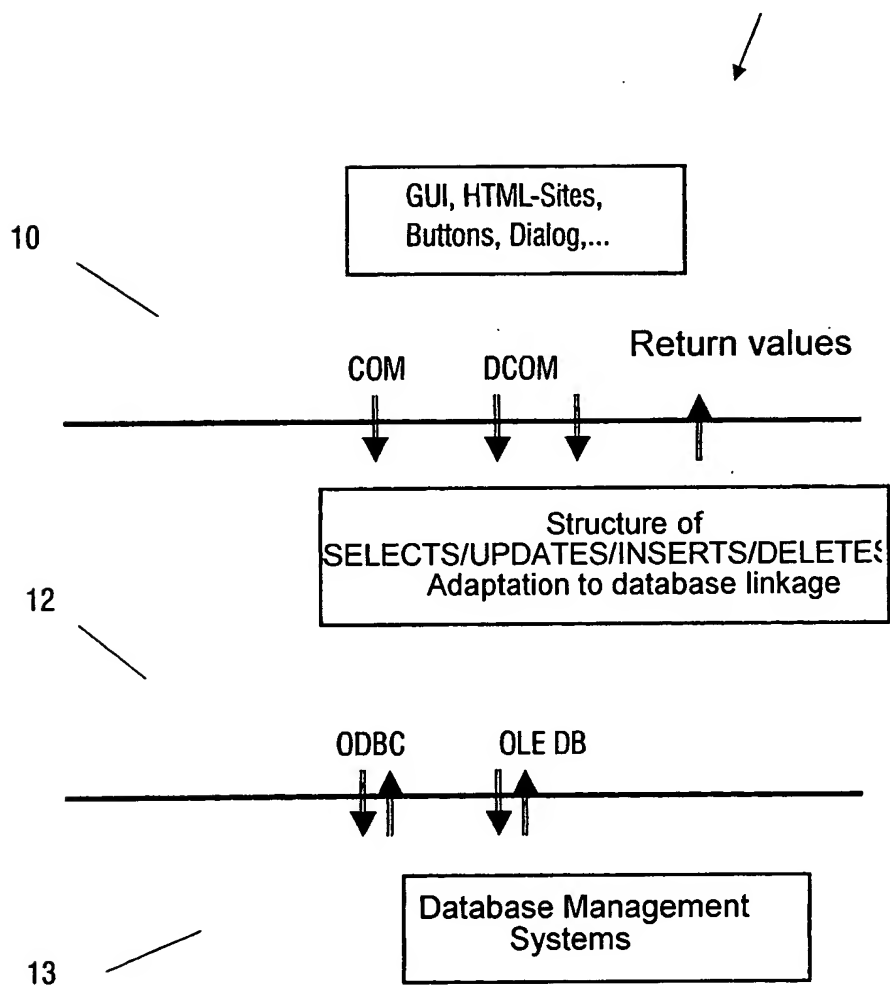 GUI, HTML-Sites,
Buttons, Dialog,...
10
Return values
COM DCOM
Structure of
SELECTS/UPDATES/INSERTS/DELETES
Adaptation to database linkage
12
ODBC OLE DB
Database Management
Systems
13